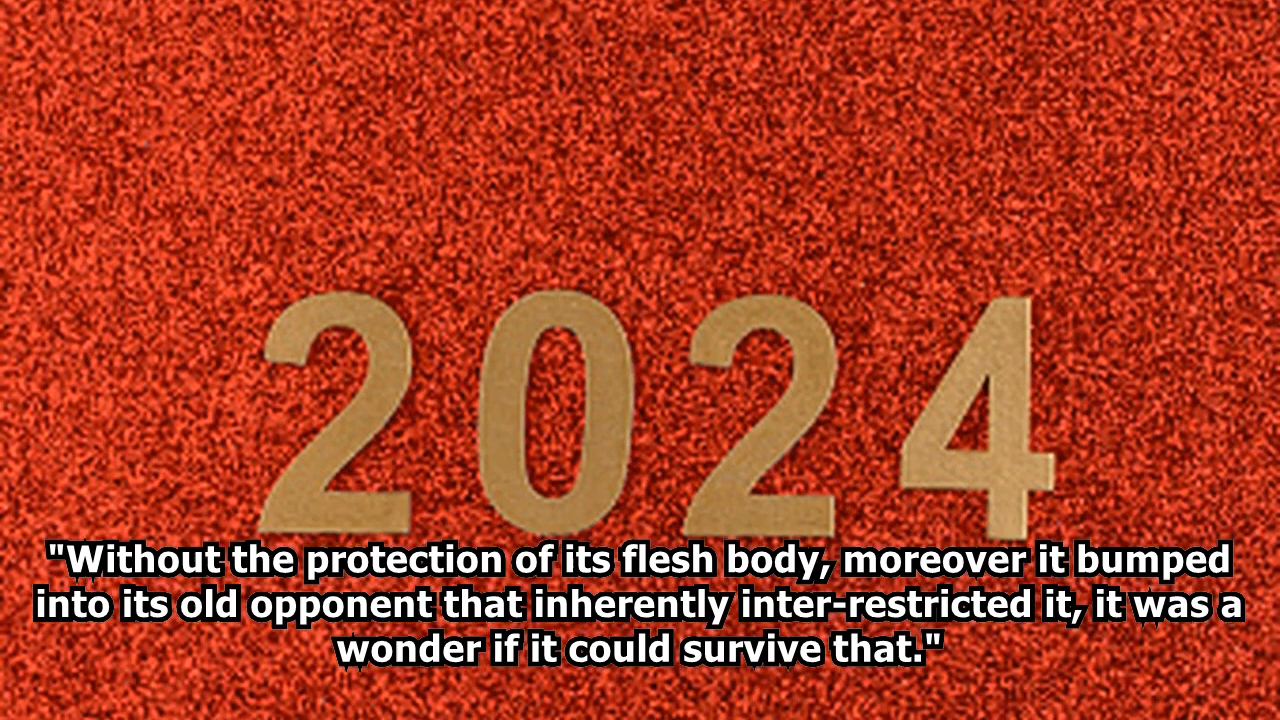 2024
"Without the protection of its flesh body, moreover it bumped
into its old opponent that inherently inter-restricted it, it was a
wonder if it could survive that."